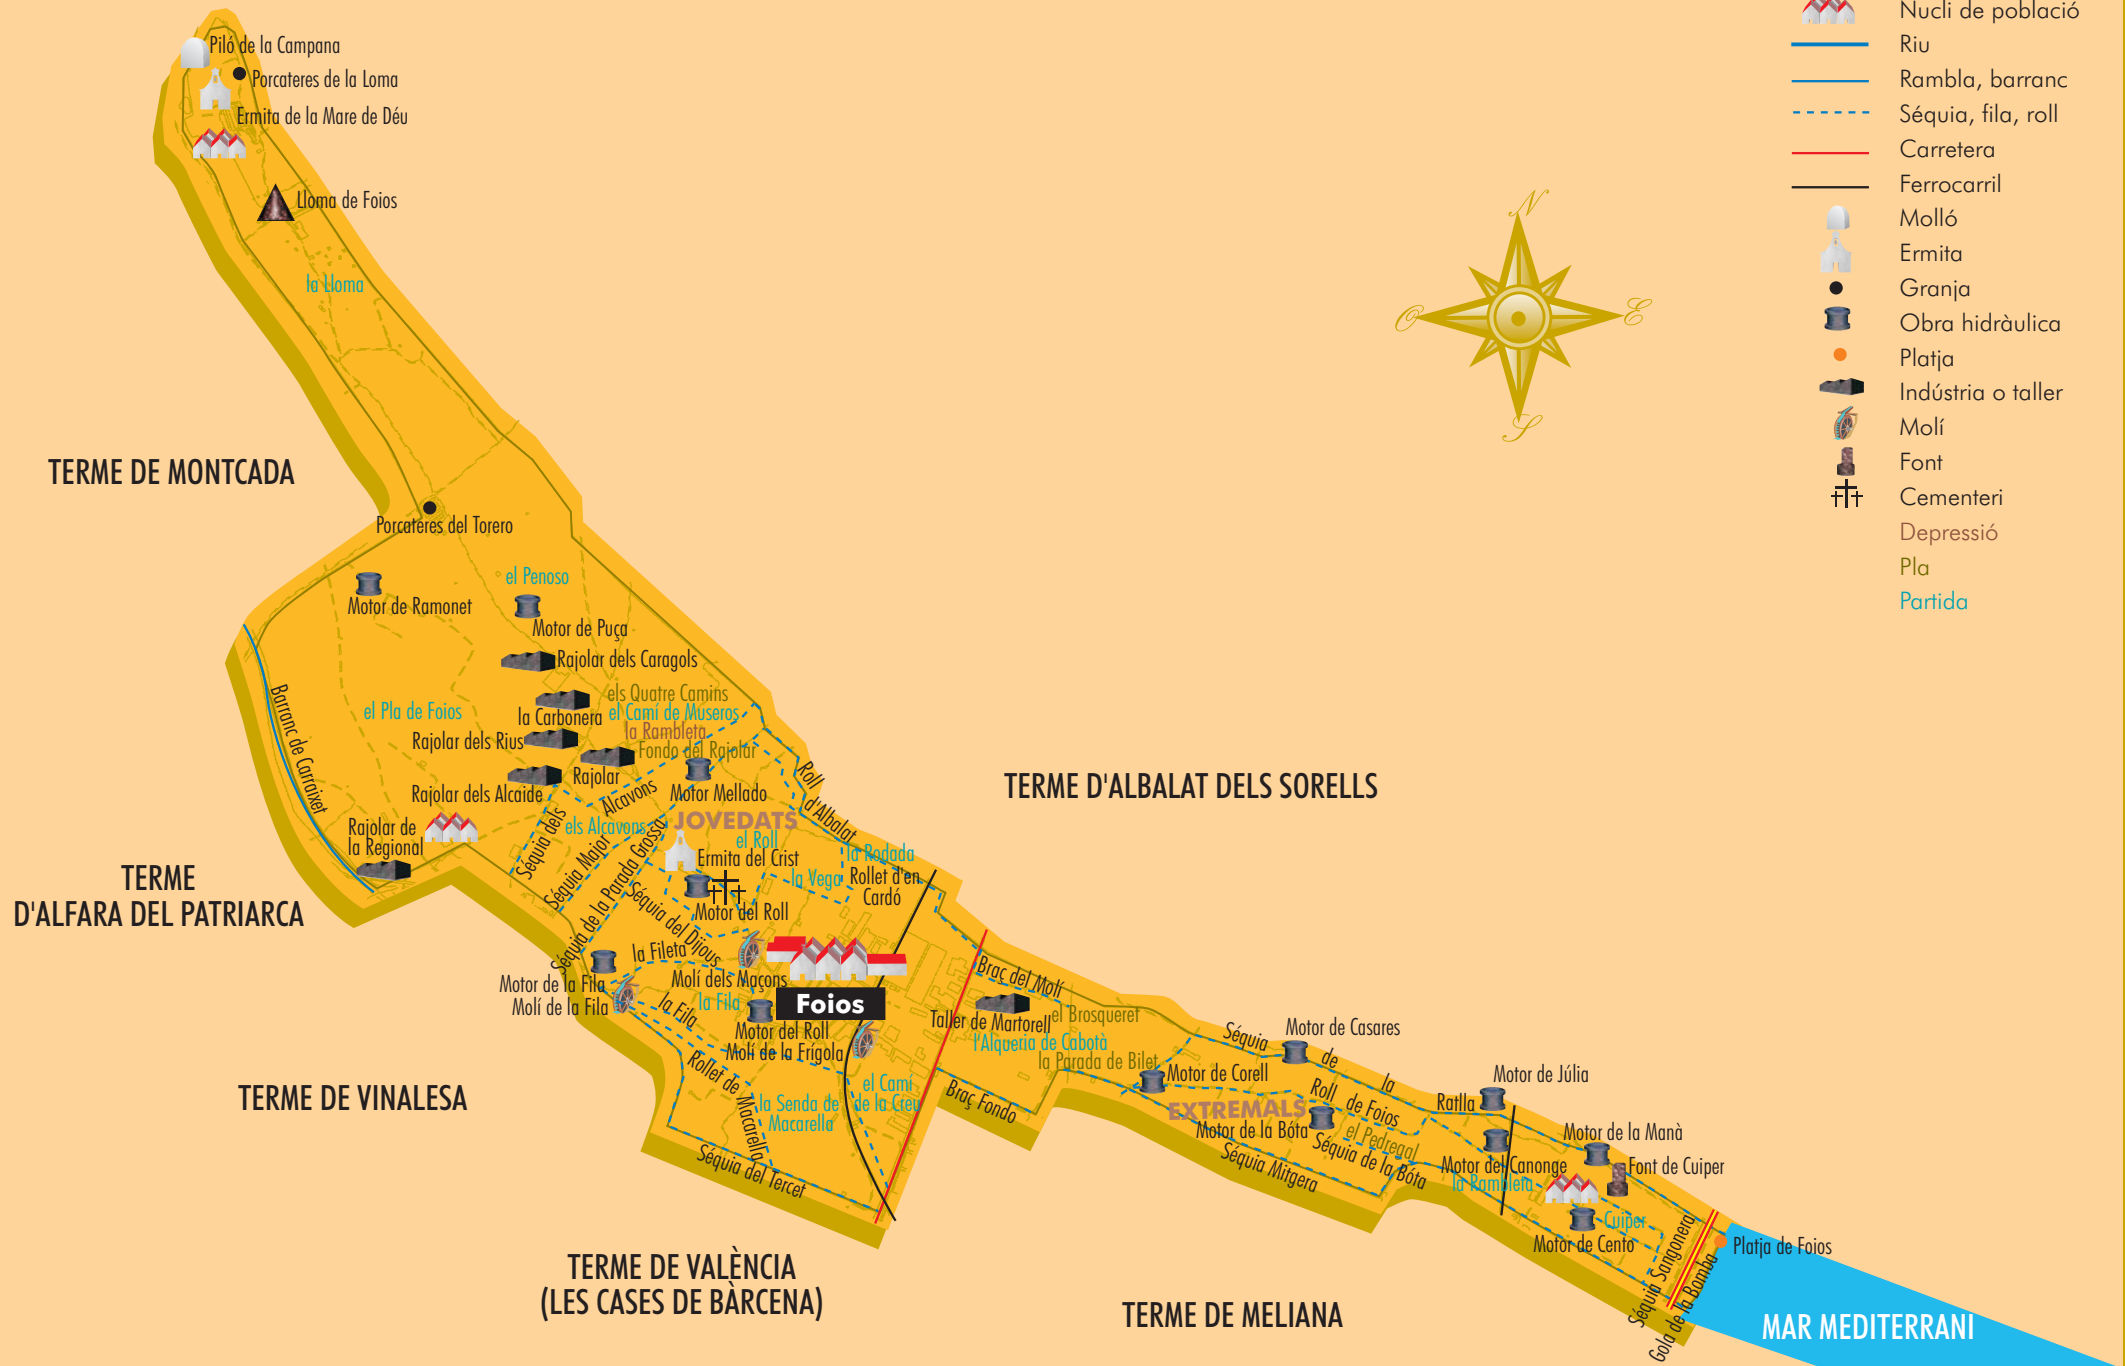 Piló de la Campana
Porcateres de la Loma
Ermita de la Mare de Déu
Lloma de Foios
la Lloma
TERME DE MONTCADA
Porcateres del Torero
Motor de Ramonet
el Penoso
Motor de Puça
Rajolar dels Caragols
els Quatre Camins
la Carbonera
el Camí de Museros
la Rambleta
el Pla de Foios
Rajolar dels Rius
Fondo del Rajolar
Rajolar
Rajolar dels Alcaide
Motor Mellado
Barranc de Carraixet
Rajolar de
la Regional
Séquia dels
Alcavons
els Alcavons
Séquia Major
Séquia de la Parada Grossa
JOVEDATS
el Roll
Roll
d'Albalat
la Rodada
Ermita del Crist
la Vega
Rollet d'en
Cardó
Motor del Roll
Séquia del Dijous
la Fileta
Molí dels Maçons
Motor de la Fila
Molí de la Fila
la Fila
la Fila
Foios
Motor del Roll
Molí de la Frígola
Rollet de Macarella
la Senda de
Macarella
el Camí
de la Creu
Séquia del Tercet
TERME
D'ALFARA DEL PATRIARCA
TERME DE VINALESA
TERME DE VALÈNCIA
(LES CASES DE BÀRCENA)
TERME D'ALBALAT DELS SORELLS
Braç del Molí
Taller de Martorell
el Brosqueret
l'Alqueria de Cabotà
la Parada de Bilet
Braç Fondo
Motor de Corell
Séquia
de
la
Ratlla
Motor de Casares
EXTREMALS
Roll
de Foios
Motor de la Bóta
el Pedregal
Séquia de la Bóta
Séquia Mitgera
Motor de Júlia
Motor de la Manà
Motor del Canonge
la Rambleta
Font de Cuiper
Cuiper
Motor de Cento
Séquia Sangonera
Gola de la Bomba
Platja de Foios
TERME DE MELIANA
MAR MEDITERRANI
N
O
E
S
Nucli de població
Riu
Rambla, barranc
Séquia, fila, roll
Carretera
Ferrocarril
Molló
Ermita
Granja
Obra hidràulica
Platja
Indústria o taller
Molí
Font
Cementeri
Depressió
Pla
Partida